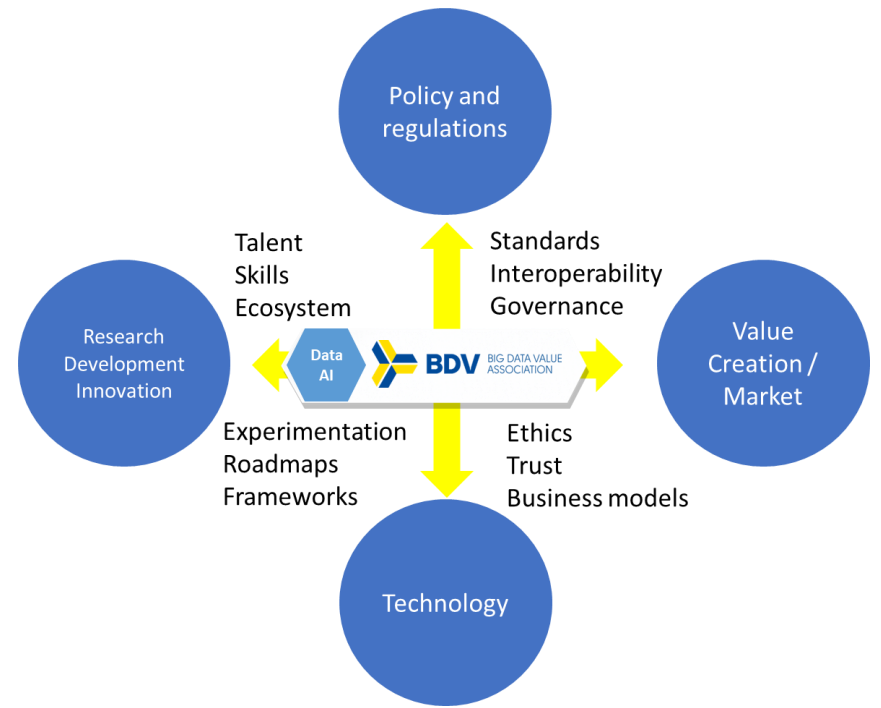 Policy and
regulations
Talent
Skills
Ecosystem
Standards
Interoperability
Governance
Research
Development
Innovation
Data
AI
BDV
BIG DATA VALUE
ASSOCIATION
Value
Creation /
Market
Experimentation
Roadmaps
Frameworks
Ethics
Trust
Business models
Technology